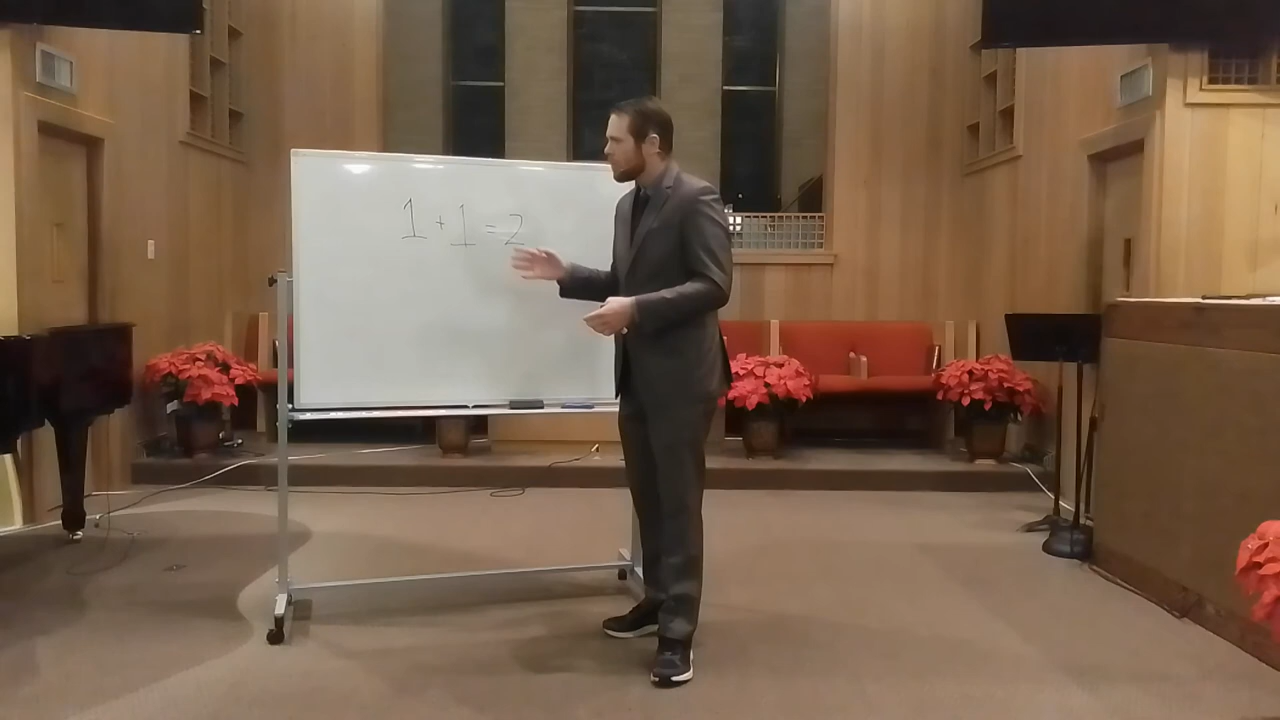 1 + 1 = 2